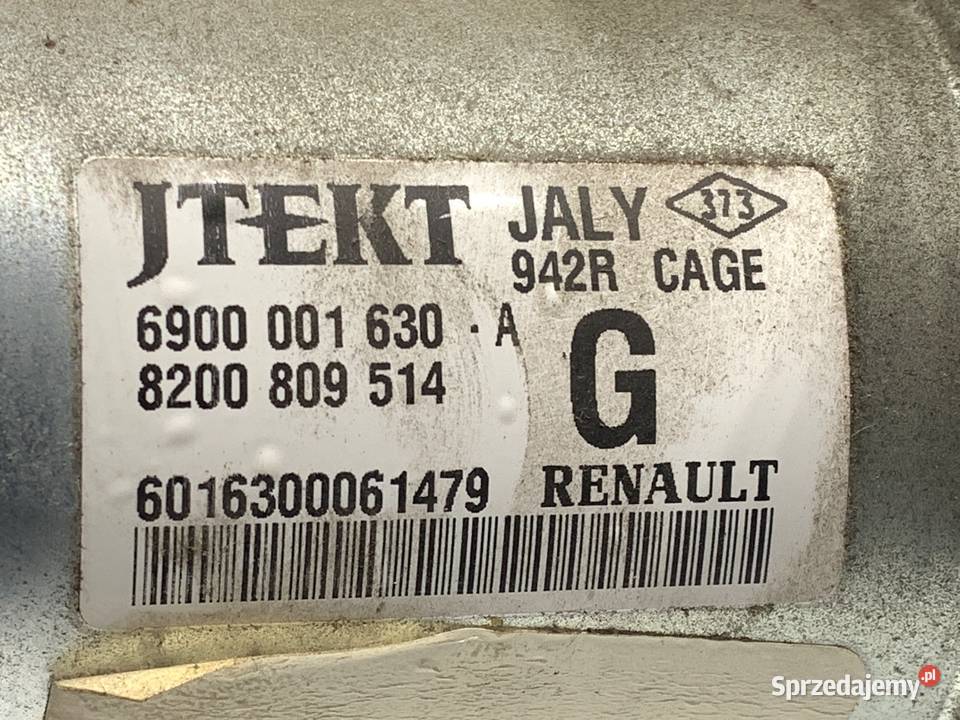 JTEKT JALY 373
942R CAGE
6900 001 630 - A
8200 809 514
G
6016300061479 RENAULT
Sprzedajemy.pl